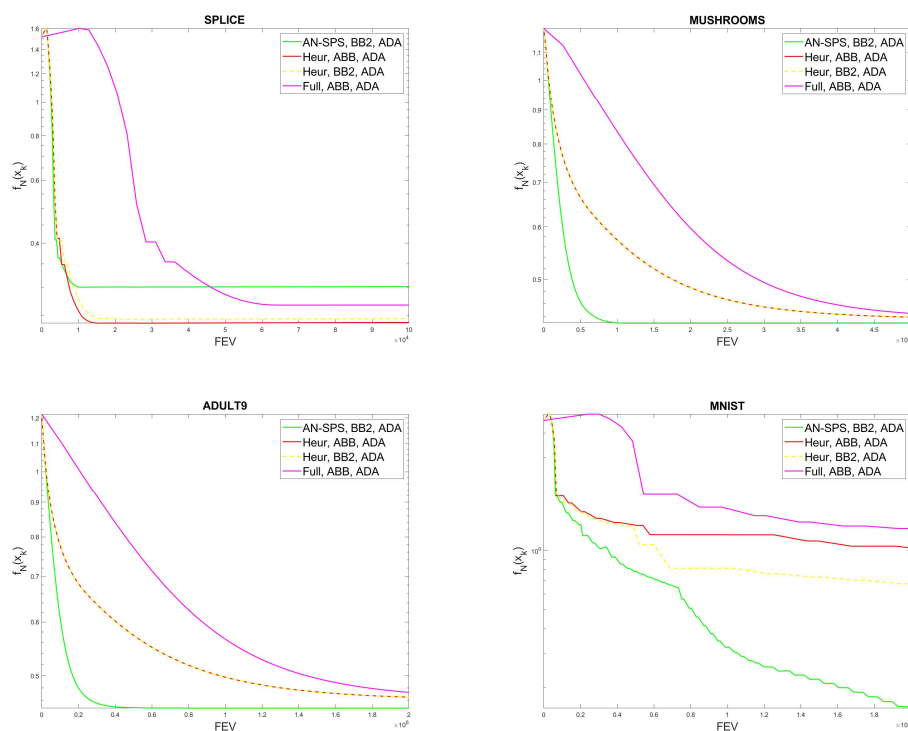 SPLICE
1.6
1.4
1.2
1
0.8
0.6
0.4
f_N(x_k)
AN-SPS, BB2, ADA
Heur, ABB, ADA
Heur, BB2, ADA
Full, ABB, ADA
0 1 2 3 4 5 6 7 8 9 10
×10^4
FEV
MUSHROOMS
1.1
1
0.9
0.8
0.7
0.6
0.5
f_N(x_k)
AN-SPS, BB2, ADA
Heur, ABB, ADA
Heur, BB2, ADA
Full, ABB, ADA
0 0.5 1 1.5 2 2.5 3 3.5 4 4.5 5
FEV
ADULT9
1.2
1.1
1
0.9
0.8
0.7
0.6
0.5
f_N(x_k)
AN-SPS, BB2, ADA
Heur, ABB, ADA
Heur, BB2, ADA
Full, ABB, ADA
0 0.2 0.4 0.6 0.8 1 1.2 1.4 1.6 1.8 2
×10^6
FEV
MNIST
10^0
f_N(x_k)
AN-SPS, BB2, ADA
Heur, ABB, ADA
Heur, BB2, ADA
Full, ABB, ADA
0 0.2 0.4 0.6 0.8 1 1.2 1.4 1.6 1.8
FEV